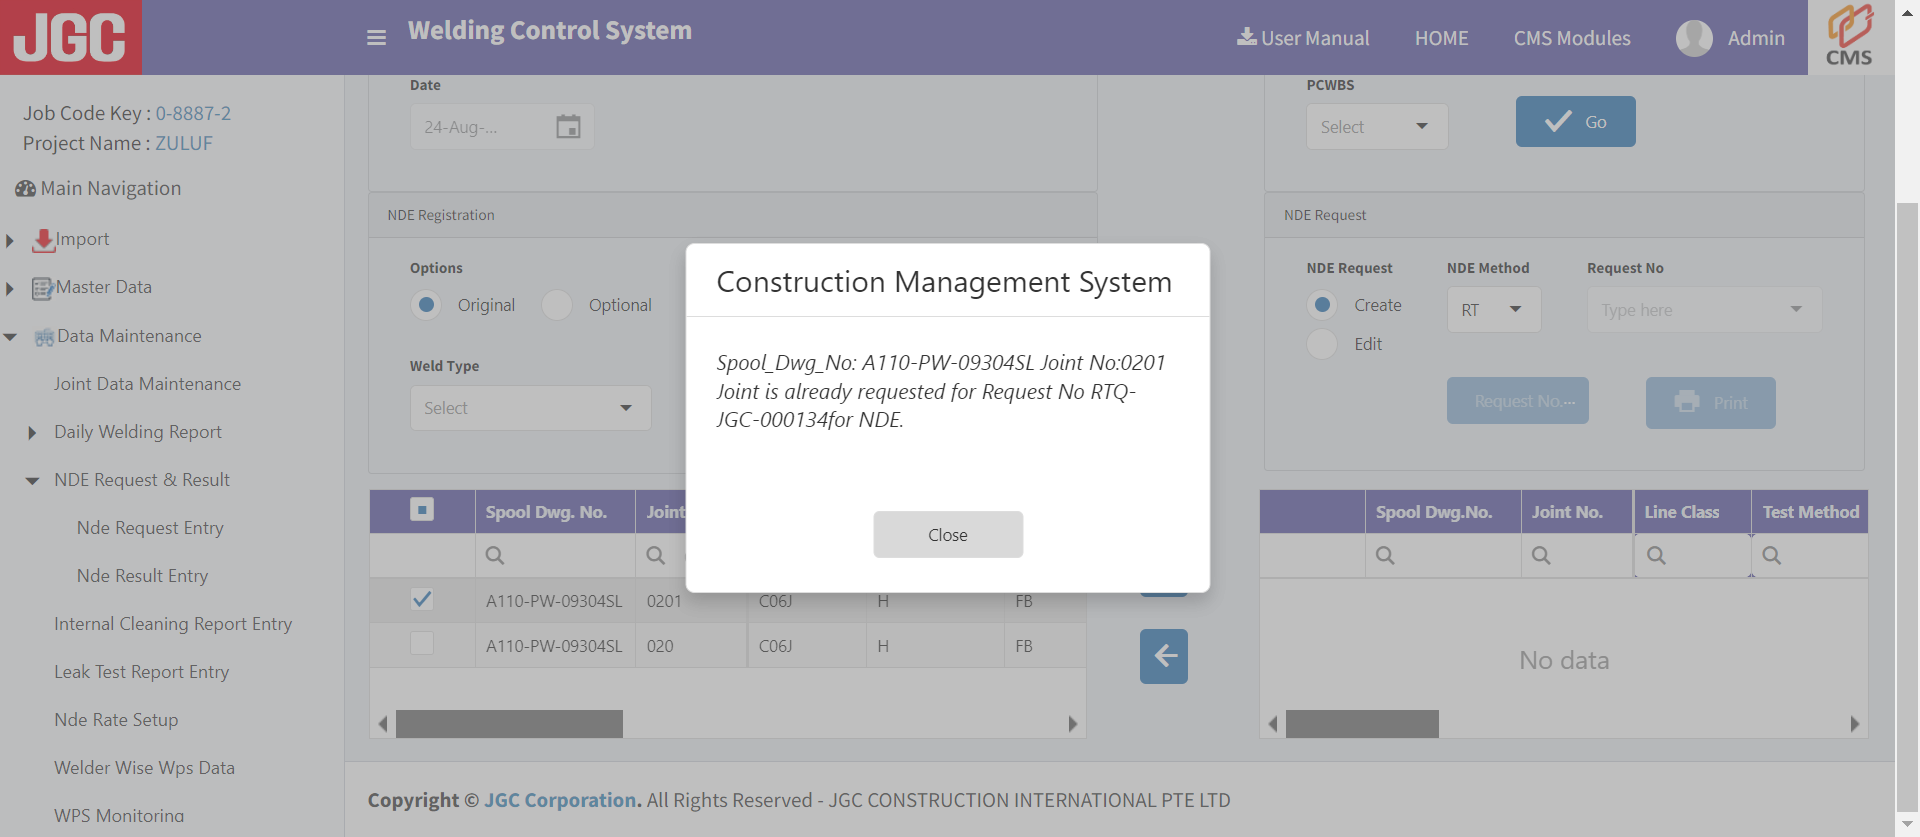 JGC
Welding Control System
User Manual
HOME
CMS Modules
Admin
CMS
Job Code Key : 0-8887-2
Project Name : ZULUF
Main Navigation
Import
Master Data
Data Maintenance
Joint Data Maintenance
Daily Welding Report
NDE Request & Result
Nde Request Entry
Nde Result Entry
Internal Cleaning Report Entry
Leak Test Report Entry
Nde Rate Setup
Welder Wise Wps Data
WPS Monitoring
Date
24-Aug-...
PCWBS
Select
Go
NDE Registration
Options
Original
Optional
Weld Type
Select
NDE Request
NDE Request
NDE Method
Request No
Create
RT
Type here
Edit
Request No....
Print
Construction Management System
Spool_Dwg_No: A110-PW-09304SL Joint No:0201
Joint is already requested for Request No RTQ-
JGC-000134for NDE.
Close
Spool Dwg. No.
Joint
A110-PW-09304SL
0201
C06J
H
FB
A110-PW-09304SL
020
C06J
H
FB
Spool Dwg.No.
Joint No.
Line Class
Test Method
No data
Copyright © JGC Corporation. All Rights Reserved - JGC CONSTRUCTION INTERNATIONAL PTE LTD